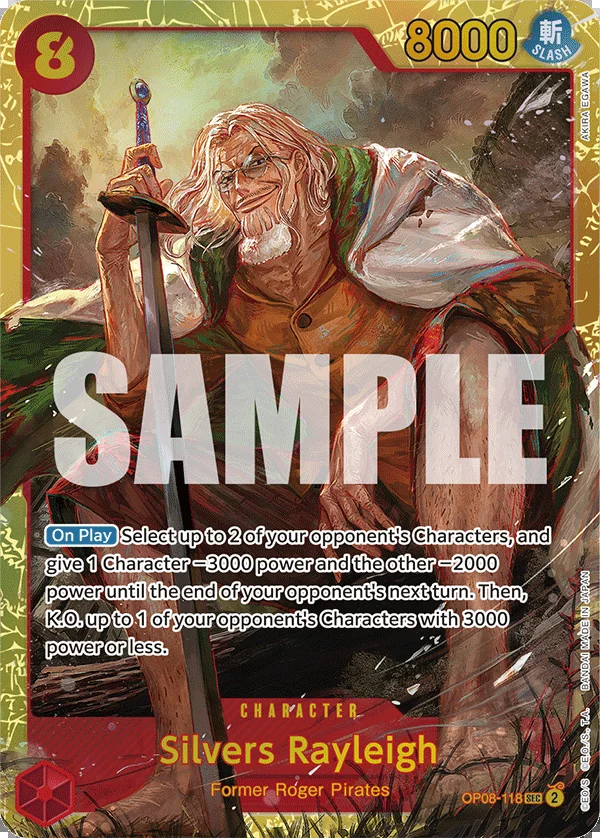 8
8000
斬
SLASH
AKIRA EGAWA
SAMPLE
On Play Select up to 2 of your opponent's Characters, and
give 1 Character −3000 power and the other −2000
power until the end of your opponent's next turn. Then,
K.O. up to 1 of your opponent's Characters with 3000
power or less.
CHARACTER
Silvers Rayleigh
Former Roger Pirates
OP08-118 SEC 2
©EO/S ©E.O./S., T.A. BANDAI MADE IN JAPAN